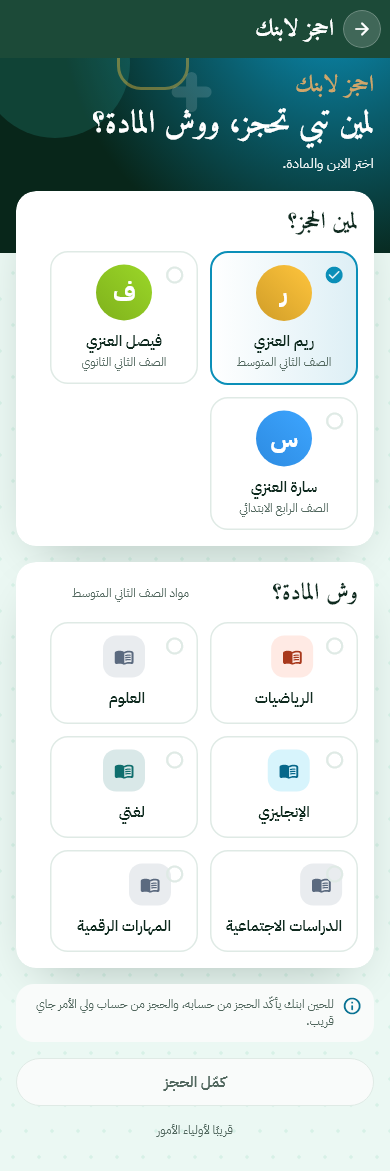 احجز لابنك
احجز لابنك
لمين تبي تحجز، ووش المادة؟
اختر الابن والمادة.
لمين الحجز؟
ر
ريم العنزي
الصف الثاني المتوسط
ف
فيصل العنزي
الصف الثاني الثانوي
س
سارة العنزي
الصف الرابع الابتدائي
وش المادة؟
مواد الصف الثاني المتوسط
الرياضيات
العلوم
الإنجليزي
لغتي
الدراسات الاجتماعية
المهارات الرقمية
للحين ابنك يأكّد الحجز من حسابه، والحجز من حساب ولي الأمر جاي
قريب.
كمّل الحجز
قريبًا لأولياء الأمور